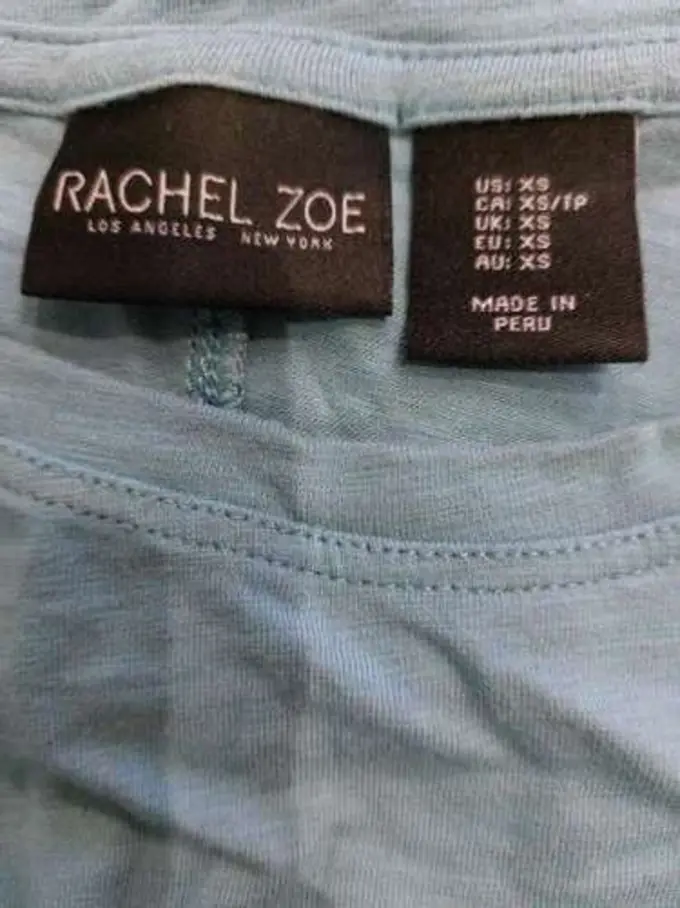 RACHEL ZOE
LOS ANGELES NEW YORK
US: XS
CA: XS/TP
UK: XS
EU: XS
AU: XS
MADE IN
PERU